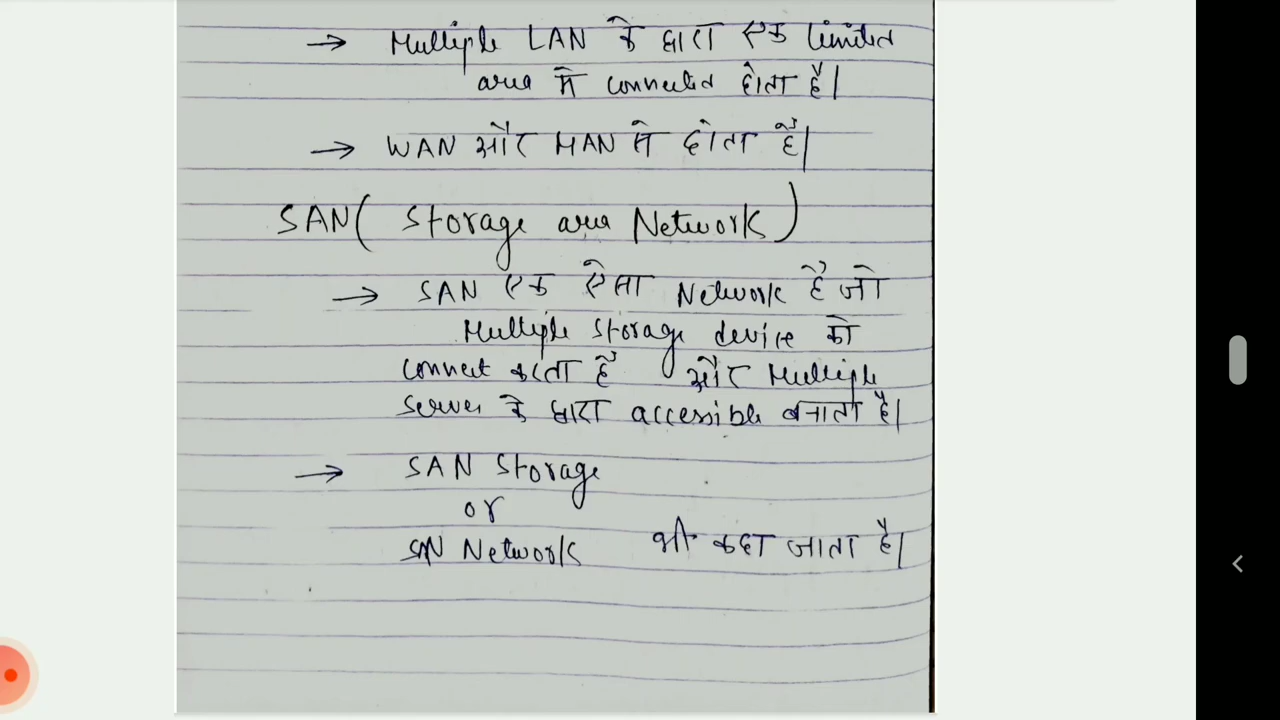 → Multiple LAN के द्वारा एक limited
area में connected होता है।
→ WAN और MAN से होता है।
SAN( Storage area Network)
→ SAN एक ऐसा Network है जो
Multiple storage device को
connect करता है और Multiple
server के द्वारा accessible बनाता है।
→ SAN Storage
or
SAN Network भी कहा जाता है।